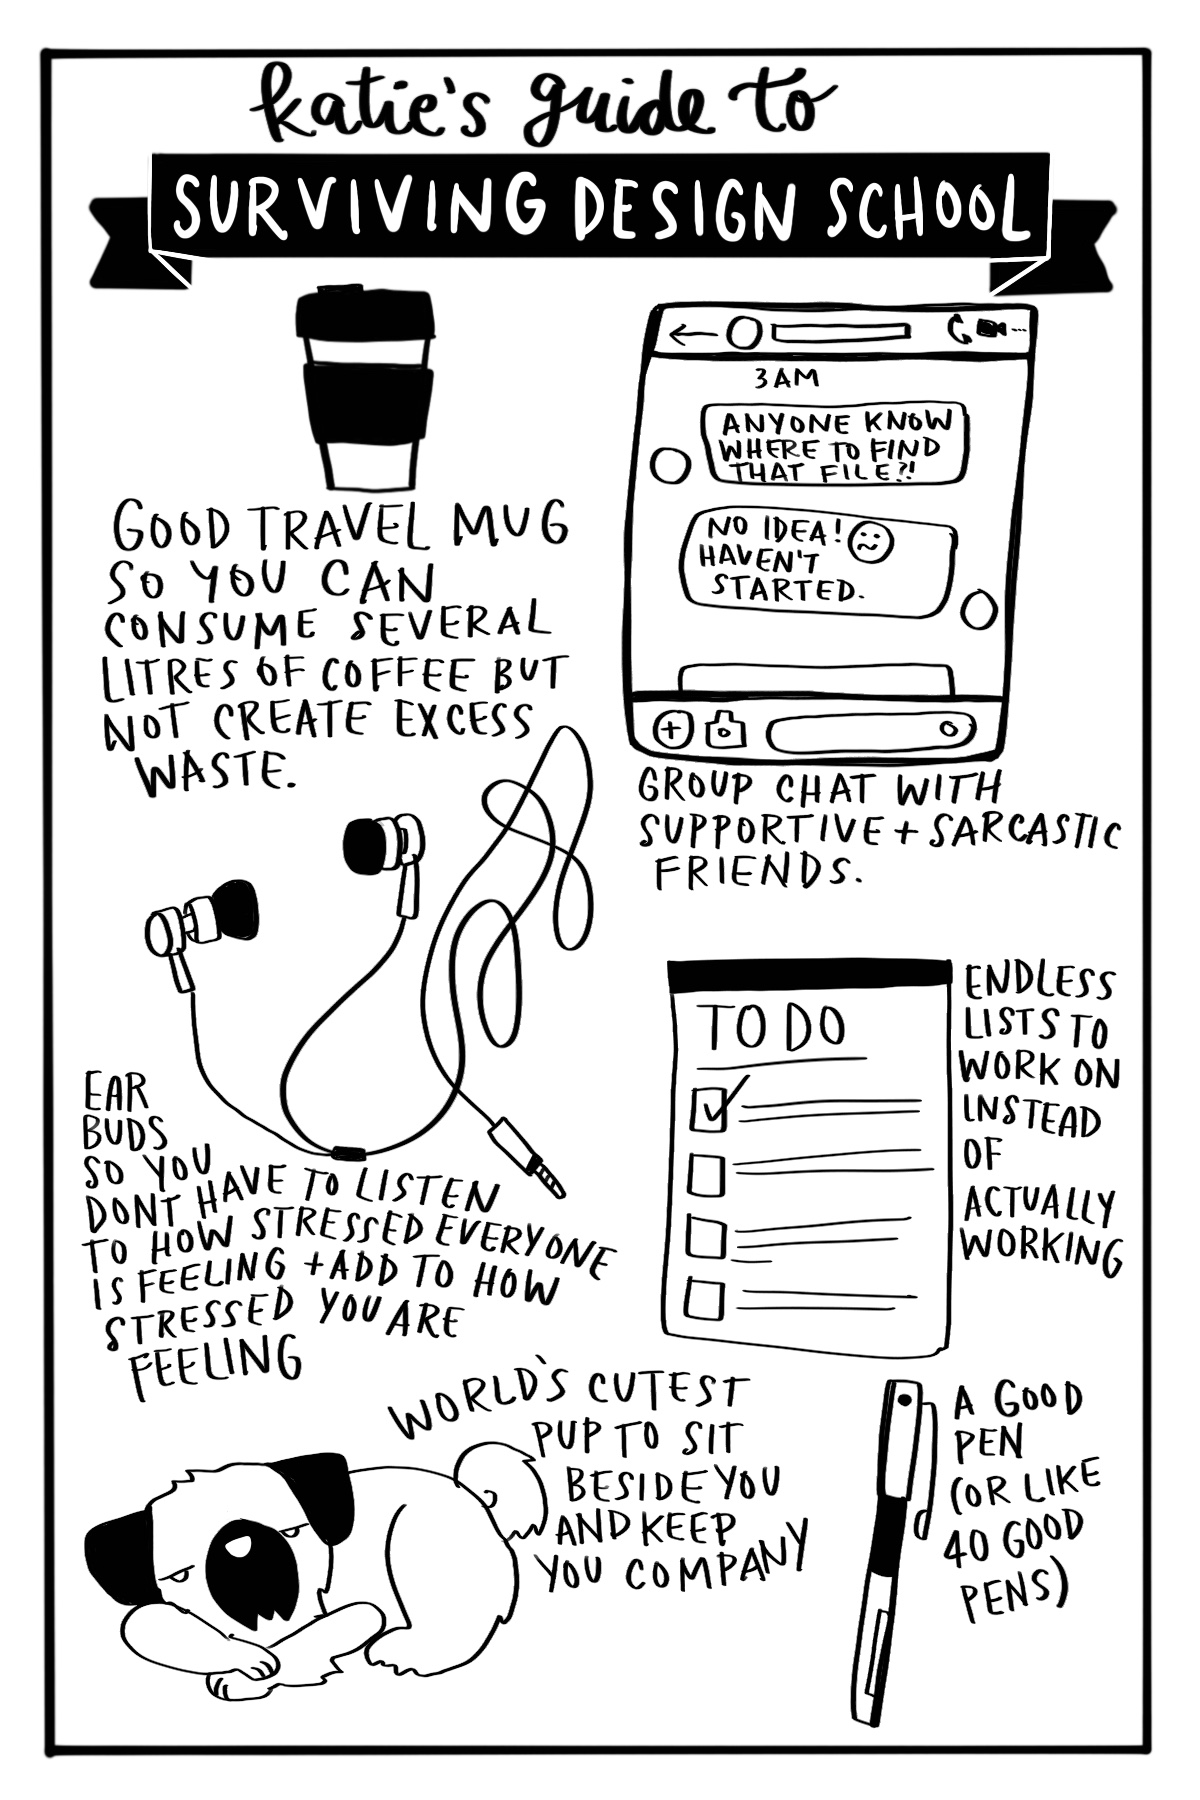 katie's guide to
SURVIVING DESIGN SCHOOL
GOOD TRAVEL MUG
SO YOU CAN
CONSUME SEVERAL
LITRES OF COFFEE BUT
NOT CREATE EXCESS
WASTE.
3AM
ANYONE KNOW
WHERE TO FIND
THAT FILE?!
NO IDEA!
HAVEN'T
STARTED.
GROUP CHAT WITH
SUPPORTIVE + SARCASTIC
FRIENDS.
EAR
BUDS
SO YOU
DONT HAVE TO LISTEN
TO HOW STRESSED EVERYONE
IS FEELING + ADD TO HOW
STRESSED YOU ARE
FEELING
TO DO
ENDLESS
LISTS TO
WORK ON
INSTEAD
OF
ACTUALLY
WORKING
WORLD'S CUTEST
PUP TO SIT
BESIDE YOU
AND KEEP
YOU COMPANY
A GOOD
PEN
(OR LIKE
40 GOOD
PENS)